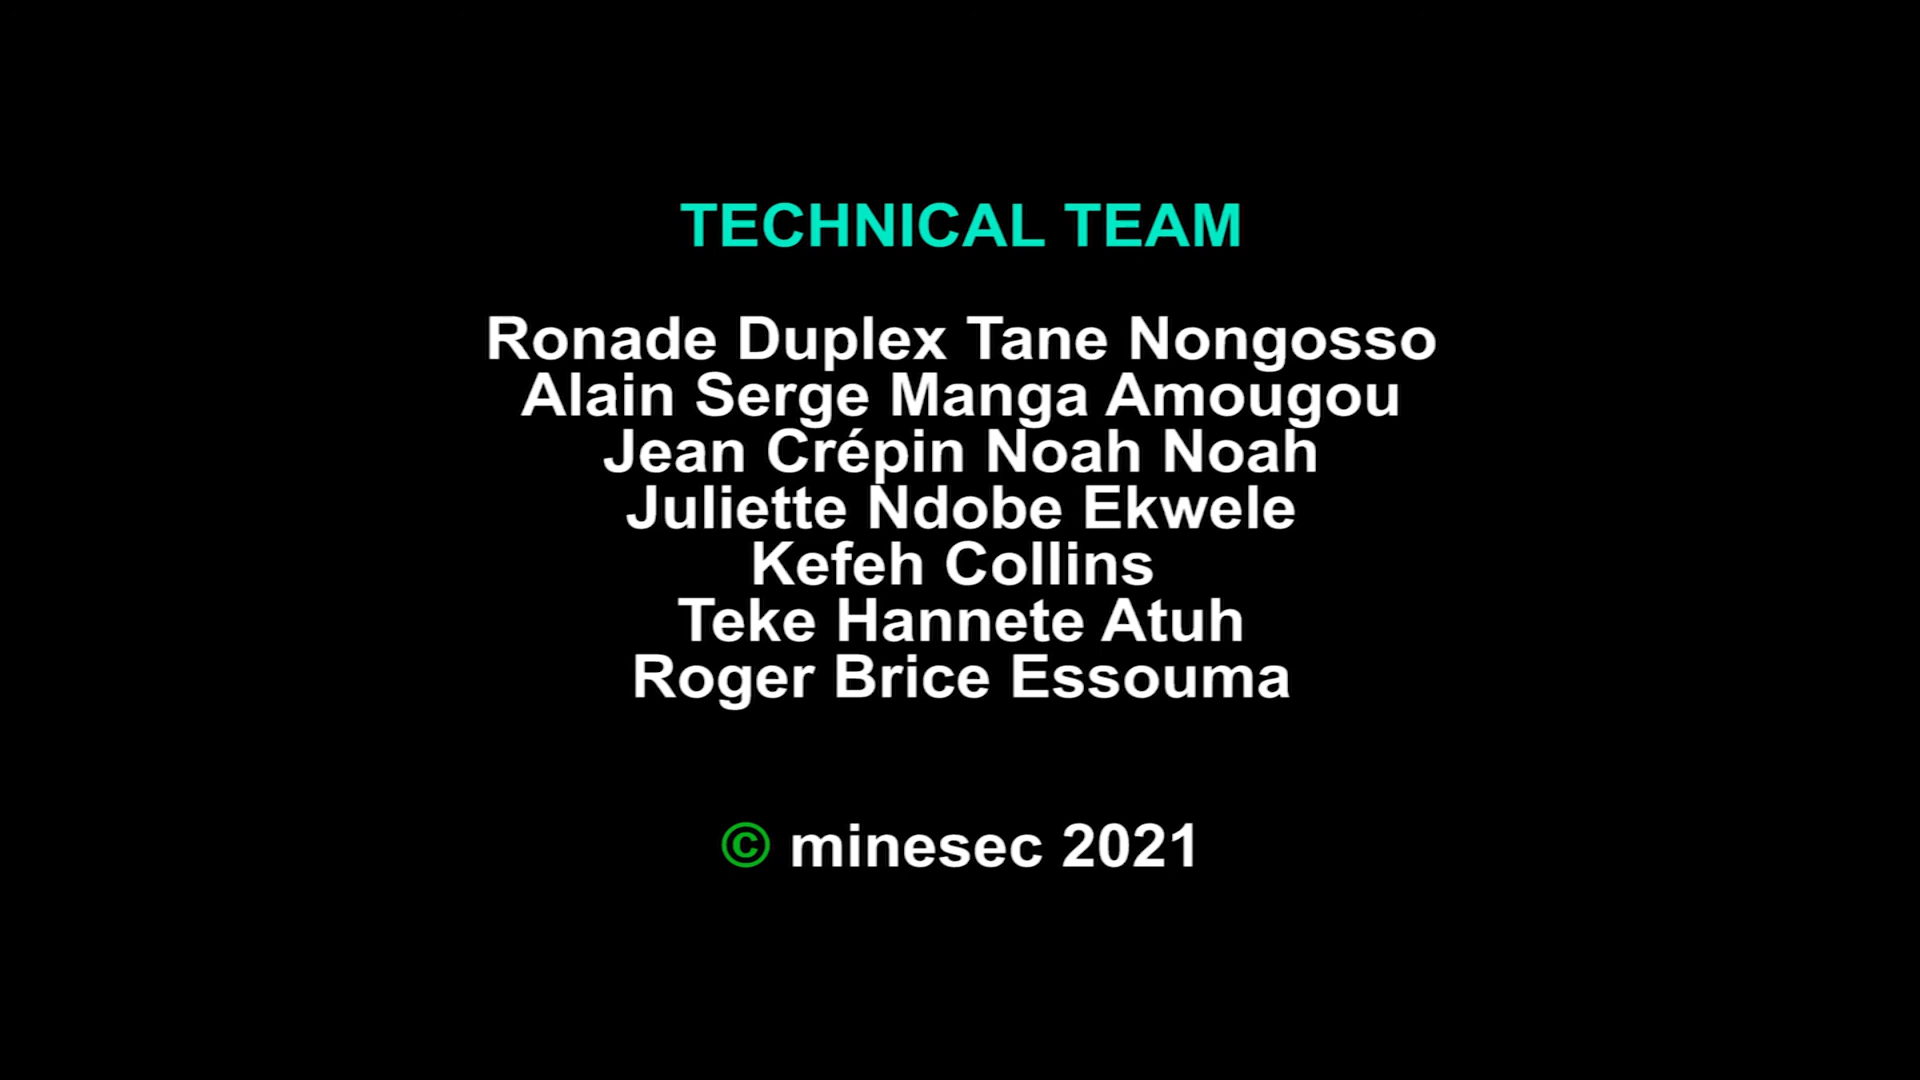 TECHNICAL TEAM
Ronade Duplex Tane Nongosso
Alain Serge Manga Amougou
Jean Crépin Noah Noah
Juliette Ndobe Ekwele
Kefeh Collins
Teke Hannete Atuh
Roger Brice Essouma
© minesec 2021